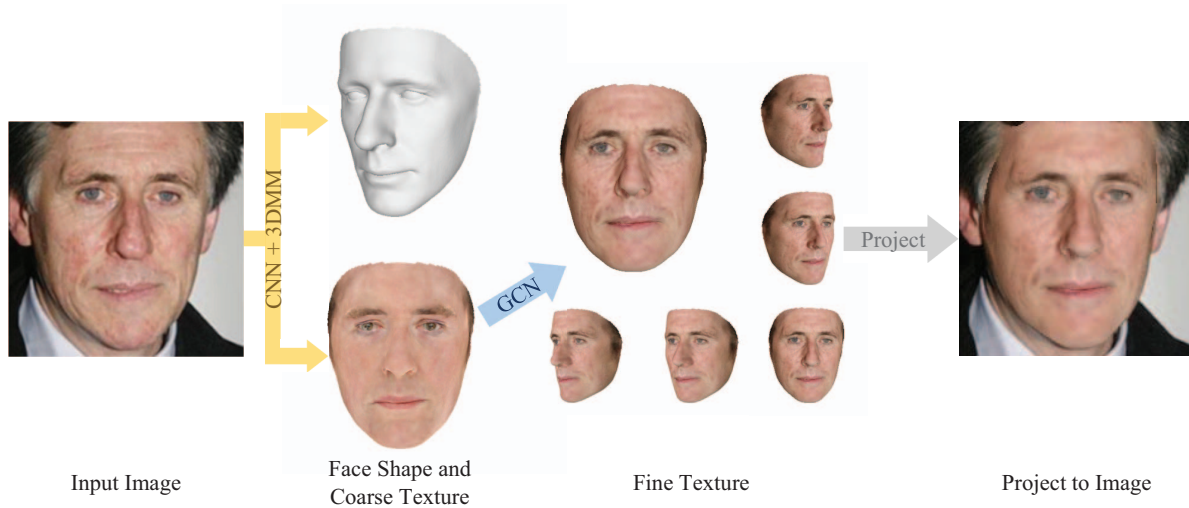 CNN + 3DMM
GCN
Project
Input Image
Face Shape and
Coarse Texture
Fine Texture
Project to Image